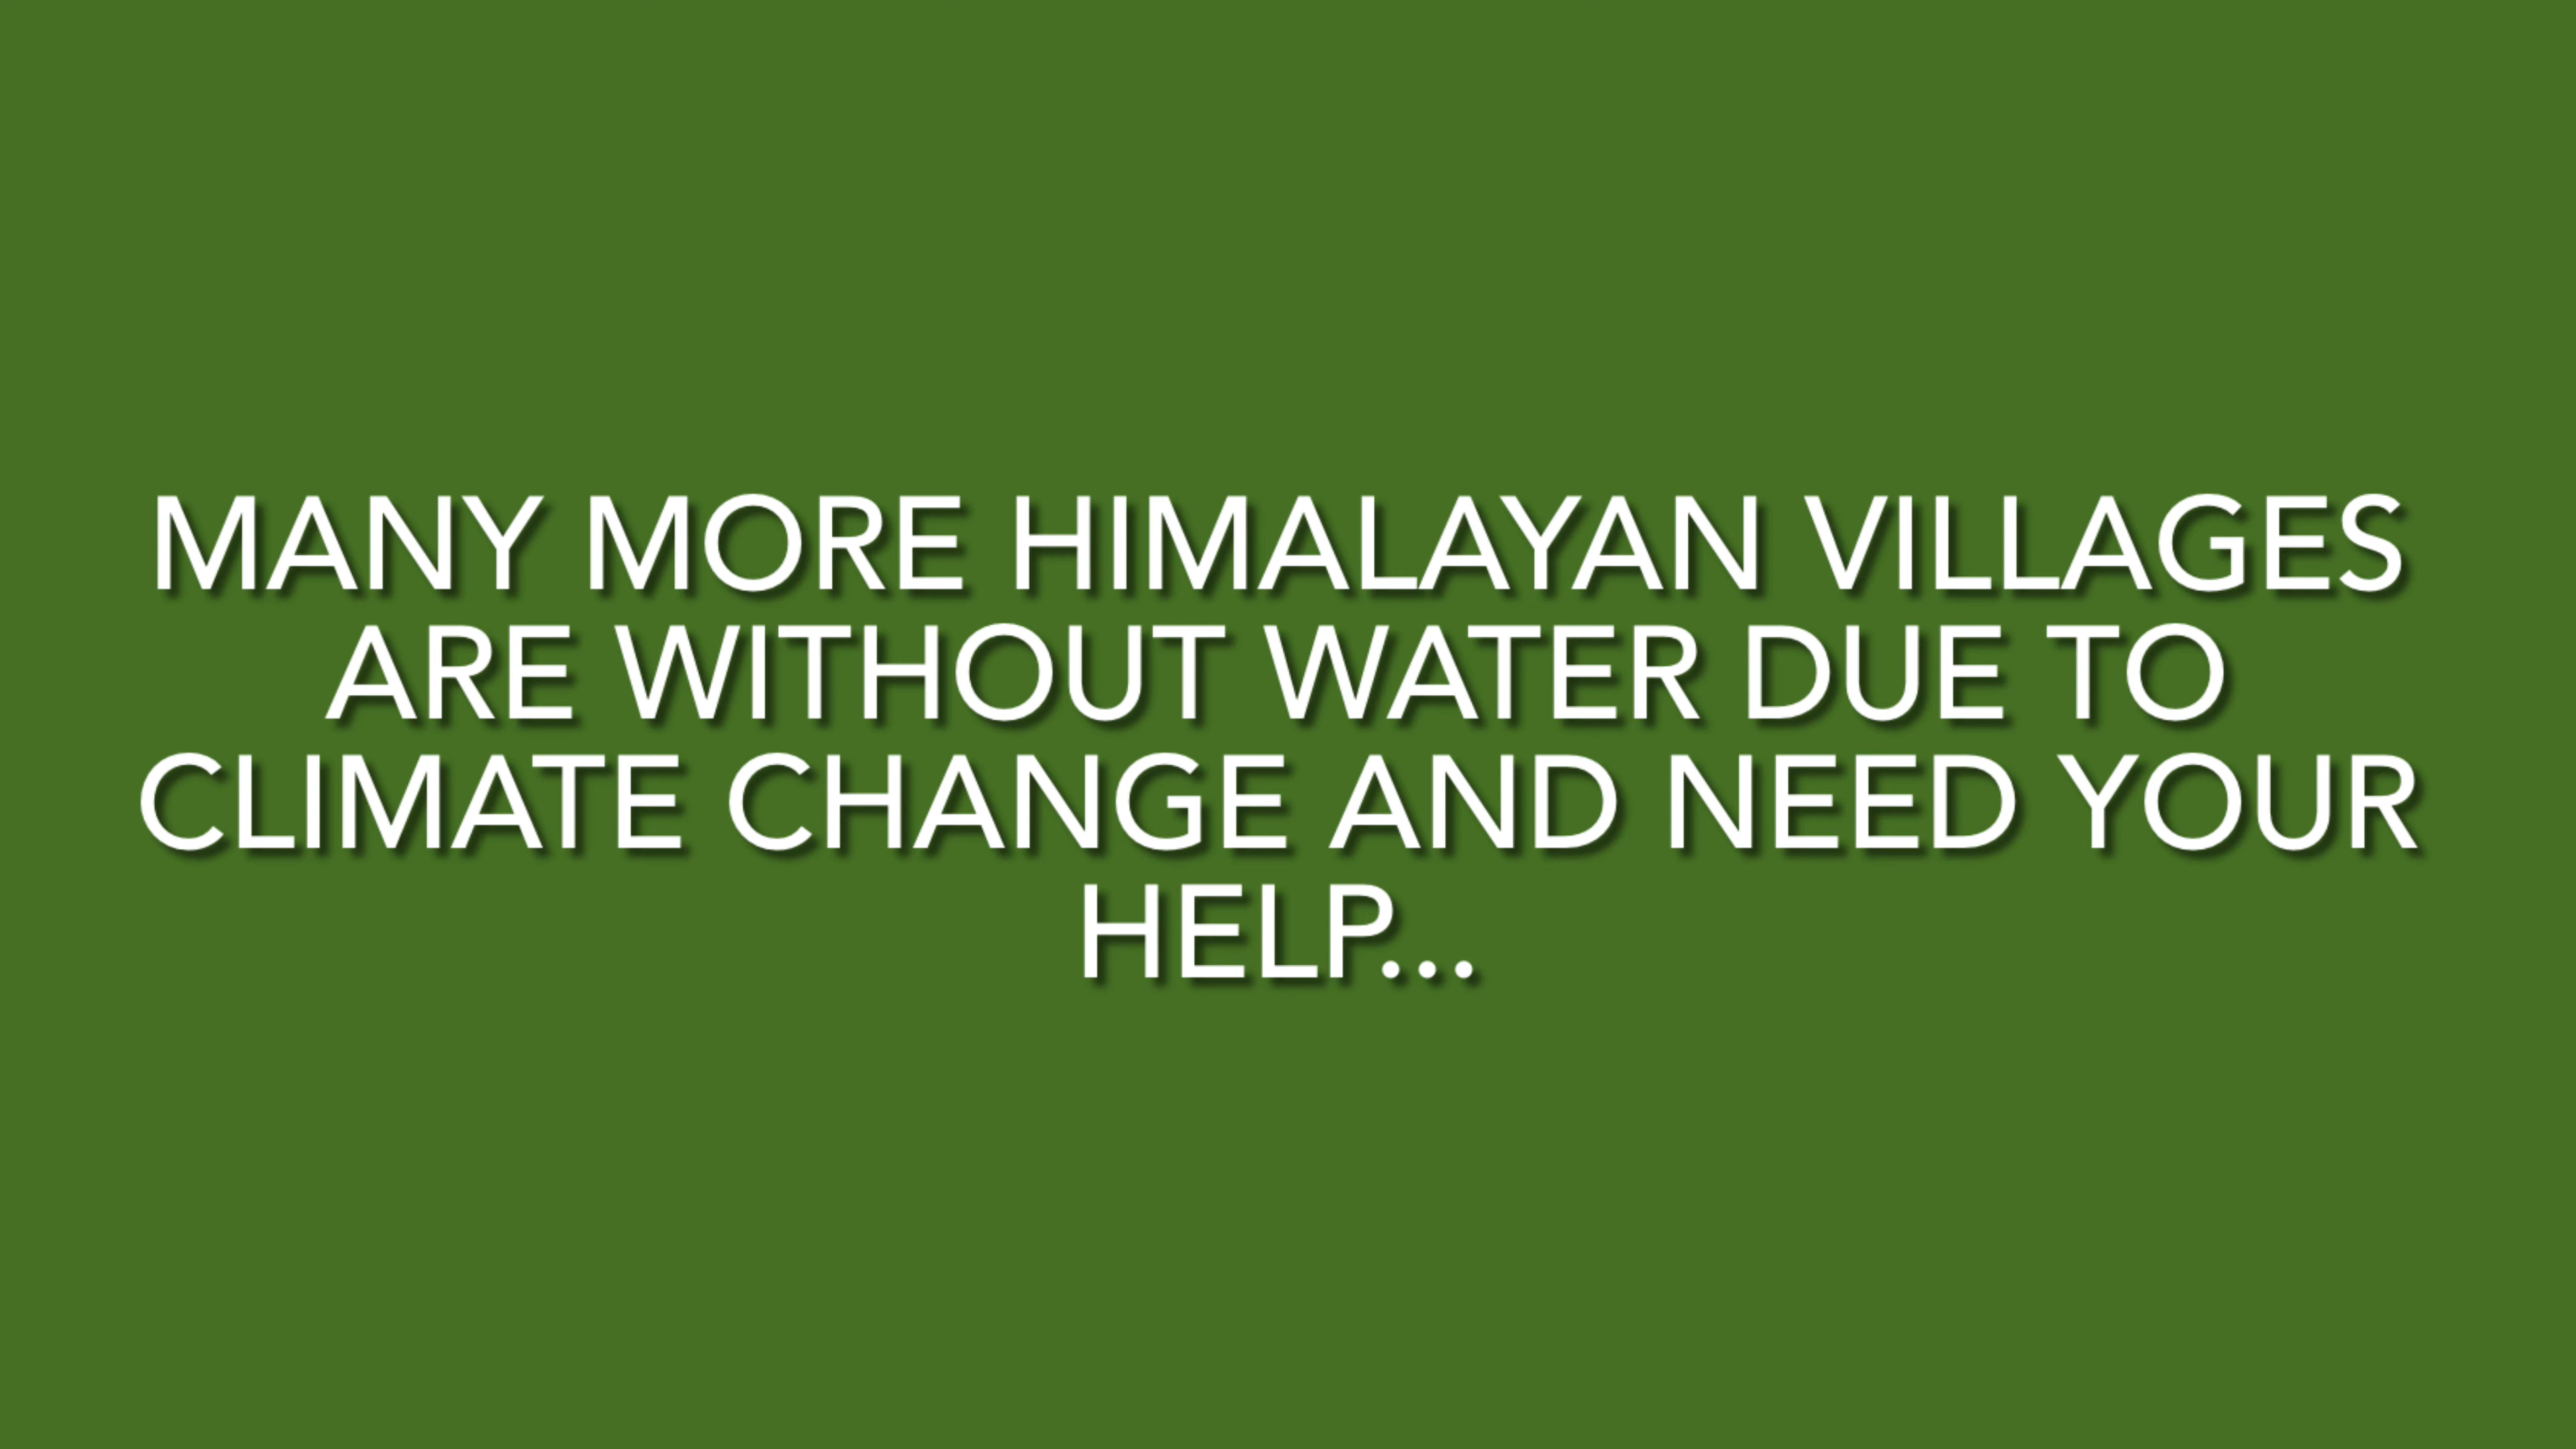 MANY MORE HIMALAYAN VILLAGES
ARE WITHOUT WATER DUE TO
CLIMATE CHANGE AND NEED YOUR
HELP...